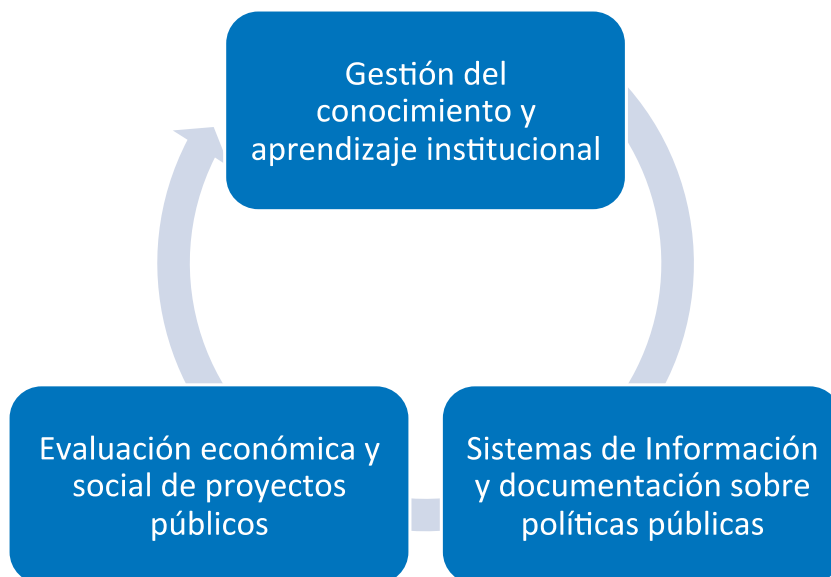 Gestión del
conocimiento y
aprendizaje institucional
Evaluación económica y
social de proyectos
públicos
Sistemas de Información
y documentación sobre
políticas públicas